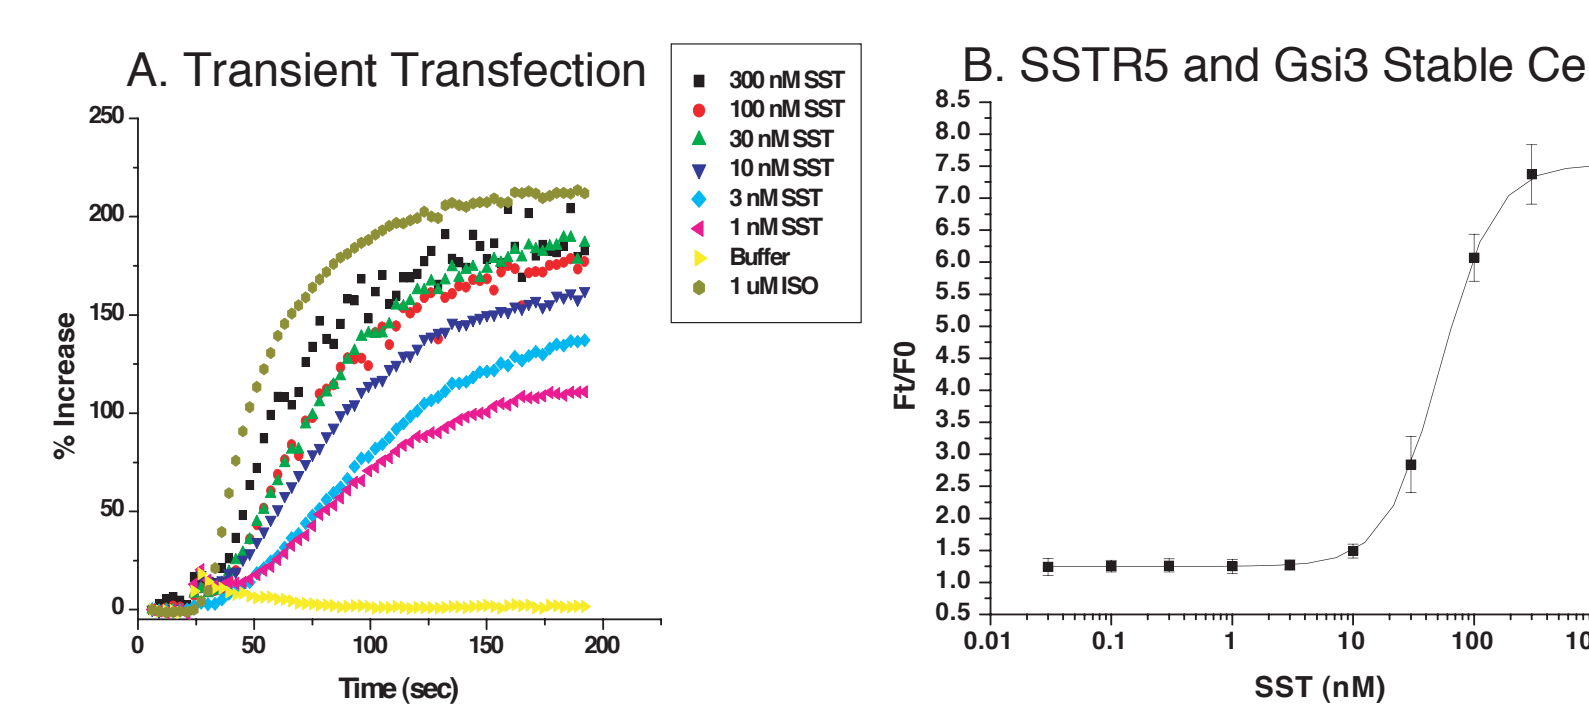 A. Transient Transfection
250
200
150
100
50
0
% Increase
0 50 100 150 200
Time (sec)
300 nM SST
100 nM SST
30 nM SST
10 nM SST
3 nM SST
1 nM SST
Buffer
1 uM ISO
B. SSTR5 and Gsi3 Stable Ce
8.5
8.0
7.5
7.0
6.5
6.0
5.5
5.0
4.5
4.0
3.5
3.0
2.5
2.0
1.5
1.0
0.5
Ft/F0
0.01 0.1 1 10 100 10
SST (nM)